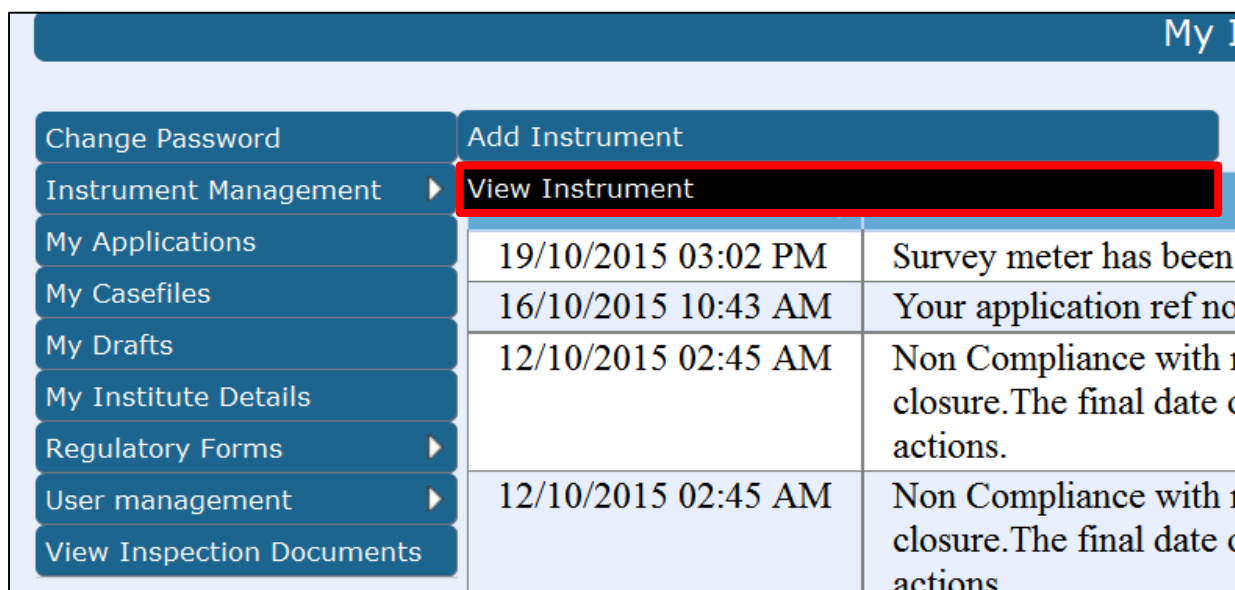 My
Change Password
Add Instrument
Instrument Management
View Instrument
My Applications
My Casefiles
My Drafts
My Institute Details
Regulatory Forms
User management
View Inspection Documents
19/10/2015 03:02 PM
Survey meter has been
16/10/2015 10:43 AM
Your application ref no
12/10/2015 02:45 AM
Non Compliance with
closure.The final date
actions.
12/10/2015 02:45 AM
Non Compliance with
closure.The final date
actions